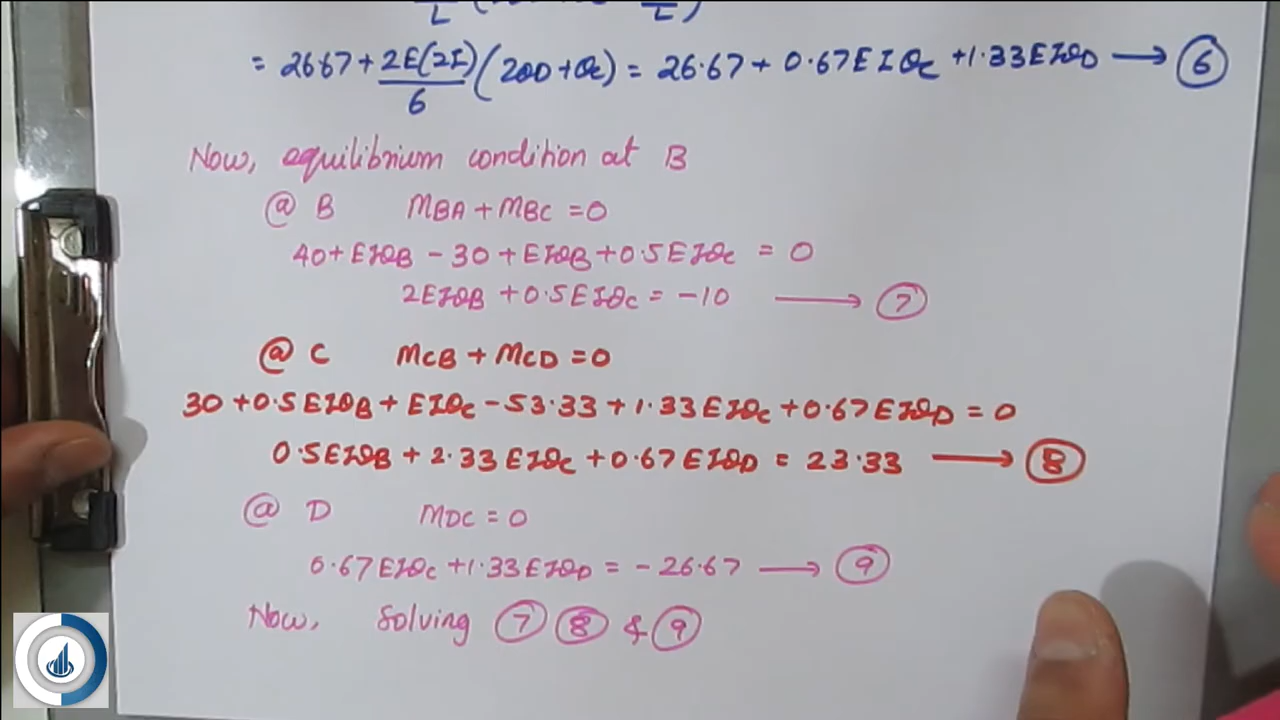 = 26.67 + 2E(2I)/6 (2θD + θC) = 26.67 + 0.67EIθC + 1.33EIθD → ⑥
Now, equilibrium condition at B
@ B MBA + MBC = 0
40 + EIθB - 30 + EIθB + 0.5EIθC = 0
2EIθB + 0.5EIθC = -10 → ⑦
@ C MCB + MCD = 0
30 + 0.5EIθB + EIθC - 53.33 + 1.33EIθC + 0.67EIθD = 0
0.5EIθB + 2.33EIθC + 0.67EIθD = 23.33 → ⑧
@ D MDC = 0
0.67EIθC + 1.33EIθD = -26.67 → ⑨
Now, Solving ⑦ ⑧ & ⑨